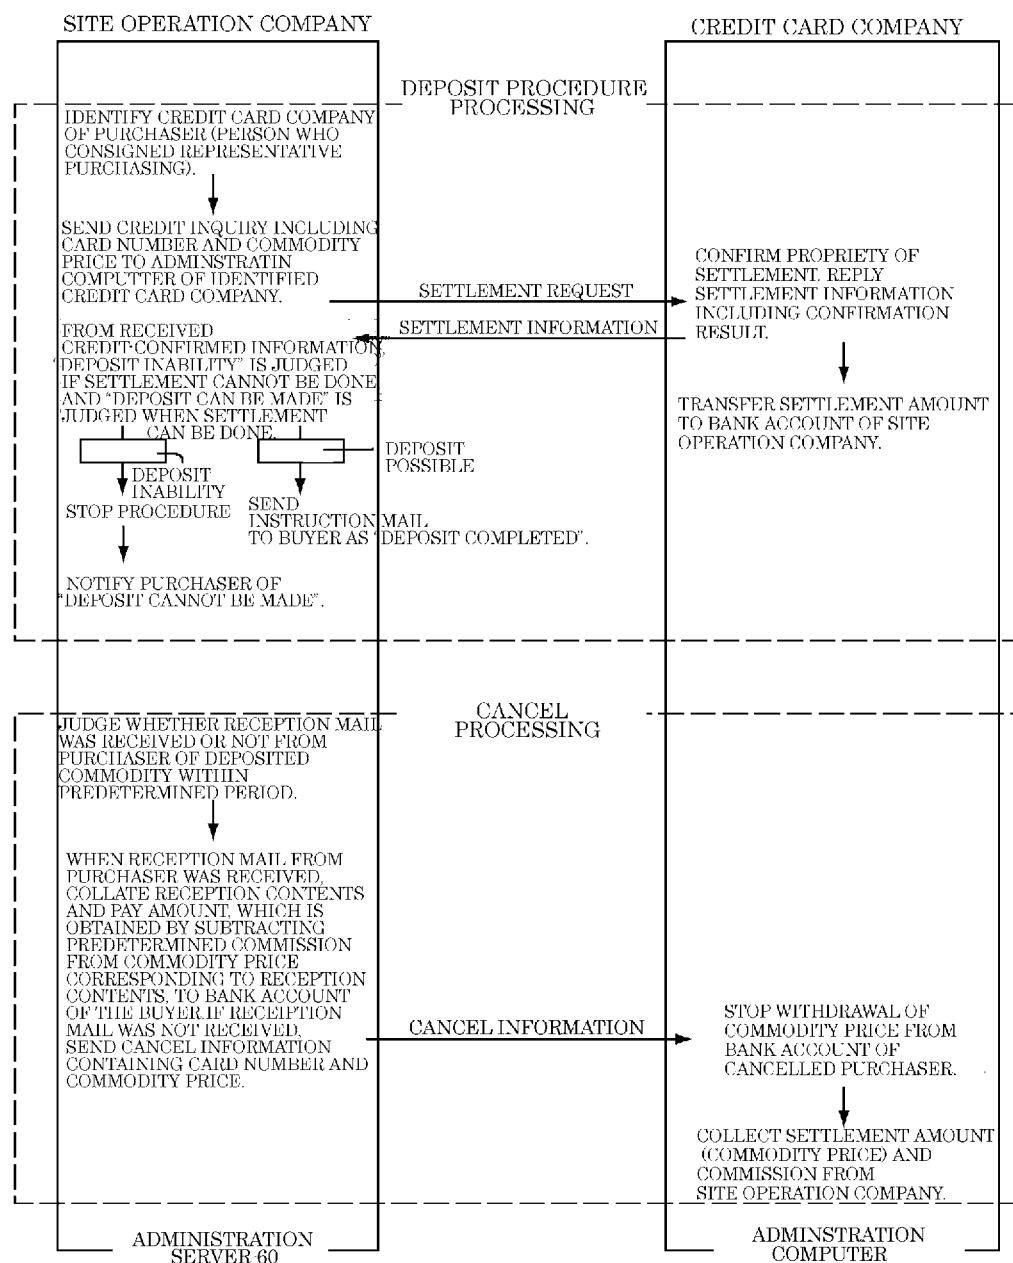 SITE OPERATION COMPANY
CREDIT CARD COMPANY
DEPOSIT PROCEDURE
PROCESSING
IDENTIFY CREDIT CARD COMPANY
OF PURCHASER (PERSON WHO
CONSIGNED REPRESENTATIVE
PURCHASING).
SEND CREDIT INQUIRY INCLUDING
CARD NUMBER AND COMMODITY
PRICE TO ADMINSTRATIN
COMPUTTER OF IDENTIFIED
CREDIT CARD COMPANY.
SETTLEMENT REQUEST
CONFIRM PROPRIETY OF
SETTLEMENT. REPLY
SETTLEMENT INFORMATION
INCLUDING CONFIRMATION
RESULT.
SETTLEMENT INFORMATION
FROM RECEIVED
CREDIT-CONFIRMED INFORMATION,
"DEPOSIT INABILITY" IS JUDGED
IF SETTLEMENT CANNOT BE DONE
AND "DEPOSIT CAN BE MADE" IS
JUDGED WHEN SETTLEMENT
CAN BE DONE.
TRANSFER SETTLEMENT AMOUNT
TO BANK ACCOUNT OF SITE
OPERATION COMPANY.
DEPOSIT
POSSIBLE
DEPOSIT
INABILITY
STOP PROCEDURE
SEND
INSTRUCTION MAIL
TO BUYER AS "DEPOSIT COMPLETED".
NOTIFY PURCHASER OF
"DEPOSIT CANNOT BE MADE".
CANCEL
PROCESSING
JUDGE WHETHER RECEPTION MAIL
WAS RECEIVED OR NOT FROM
PURCHASER OF DEPOSITED
COMMODITY WITHIN
PREDETERMINED PERIOD.
WHEN RECEPTION MAIL FROM
PURCHASER WAS RECEIVED,
COLLATE RECEPTION CONTENTS
AND PAY AMOUNT, WHICH IS
OBTAINED BY SUBTRACTING
PREDETERMINED COMMISSION
FROM COMMODITY PRICE
CORRESPONDING TO RECEPTION
CONTENTS, TO BANK ACCOUNT
OF THE BUYER. IF RECEIPTION
MAIL WAS NOT RECEIVED,
SEND CANCEL INFORMATION
CONTAINING CARD NUMBER AND
COMMODITY PRICE.
CANCEL INFORMATION
STOP WITHDRAWAL OF
COMMODITY PRICE FROM
BANK ACCOUNT OF
CANCELLED PURCHASER.
COLLECT SETTLEMENT AMOUNT
(COMMODITY PRICE) AND
COMMISSION FROM
SITE OPERATION COMPANY.
ADMINISTRATION
SERVER 60
ADMINSTRATION
COMPUTER